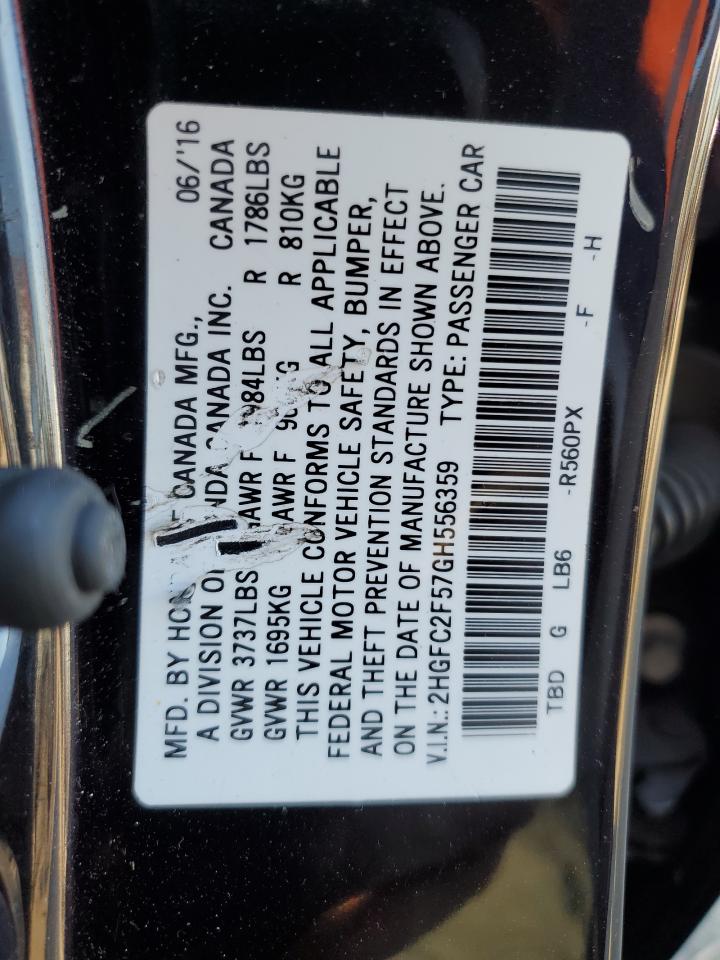 MFD. BY CANADA MFG., 06/'16
A DIVISION CANADA INC. CANADA
GVWR 3737LBS GAWR F R 1786LBS
GVWR 1695KG GAWR F R 810KG
THIS VEHICLE CONFORMS TO ALL APPLICABLE
FEDERAL MOTOR VEHICLE SAFETY, BUMPER,
AND THEFT PREVENTION STANDARDS IN EFFECT
ON THE DATE OF MANUFACTURE SHOWN ABOVE.
V.I.N.: 2HGFC2F57GH556359 TYPE: PASSENGER CAR
TBD G LB6 -R560PX -F -H